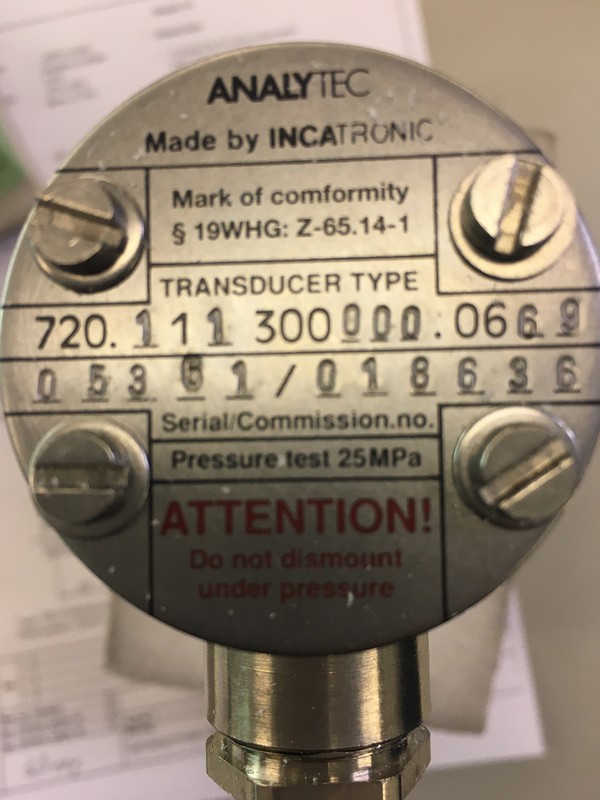 ANALYTEC
Made by INCATRONIC
Mark of comformity
§ 19WHG: Z-65.14-1
TRANSDUCER TYPE
720. 111 300000.0669
05361/018636
Serial/Commission.no.
Pressure test 25MPa
ATTENTION!
Do not dismount
under pressure